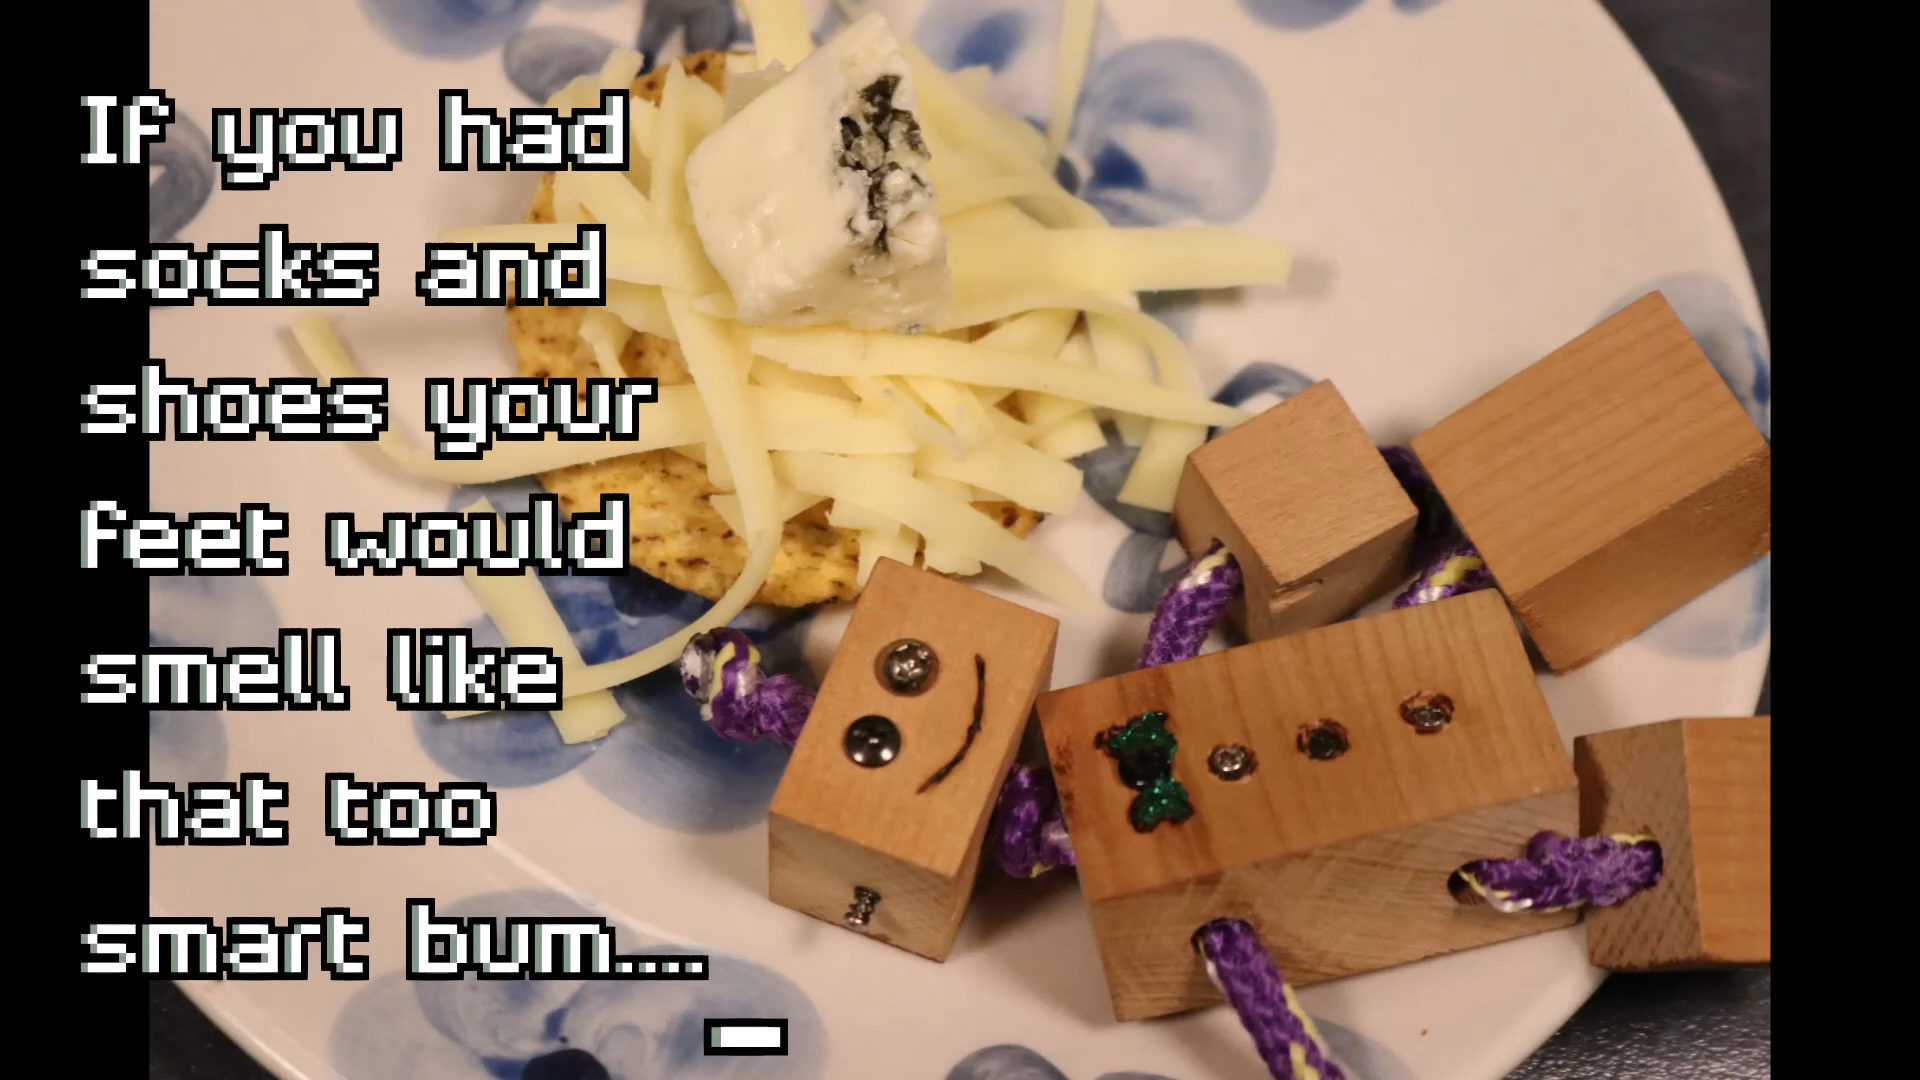 If you had
socks and
shoes your
feet would
smell like
that too
smart bum....